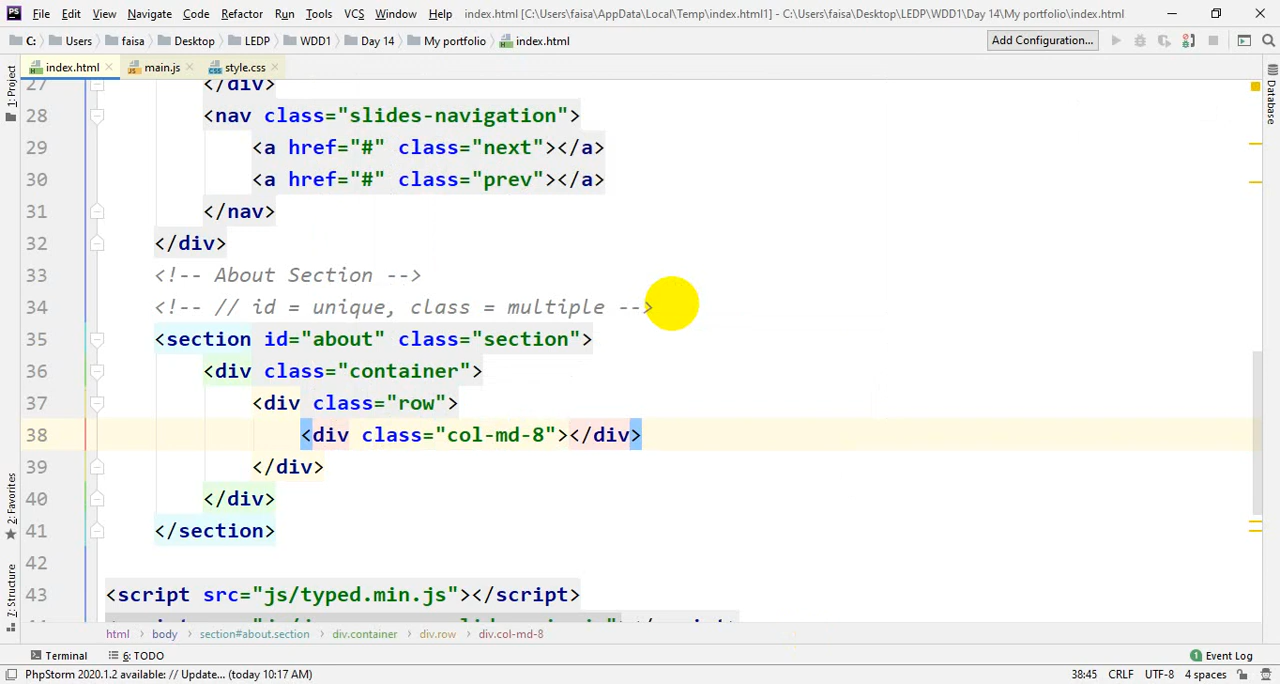 PS File Edit View Navigate Code Refactor Run Tools VCS Window Help index.html [C:\Users\faisa\AppData\Local\Temp\index.html1] - C:\Users\faisa\Desktop\LEDP\WDD1\Day 14\My portfolio\index.html
C: Users faisa Desktop LEDP WDD1 Day 14 My portfolio index.html Add Configuration...
index.html main.js style.css
1: Project
Database
27 </div>
28 <nav class="slides-navigation">
29 <a href="#" class="next"></a>
30 <a href="#" class="prev"></a>
31 </nav>
32 </div>
33 <!-- About Section -->
34 <!-- // id = unique, class = multiple -->
35 <section id="about" class="section">
36 <div class="container">
37 <div class="row">
38 <div class="col-md-8"></div>
39 </div>
40 </div>
41 </section>
42
43 <script src="js/typed.min.js"></script>
2: Favorites
Z: Structure
html body section#about.section div.container div.row div.col-md-8
Terminal 6: TODO 1 Event Log
PhpStorm 2020.1.2 available: // Update... (today 10:17 AM) 38:45 CRLF UTF-8 4 spaces